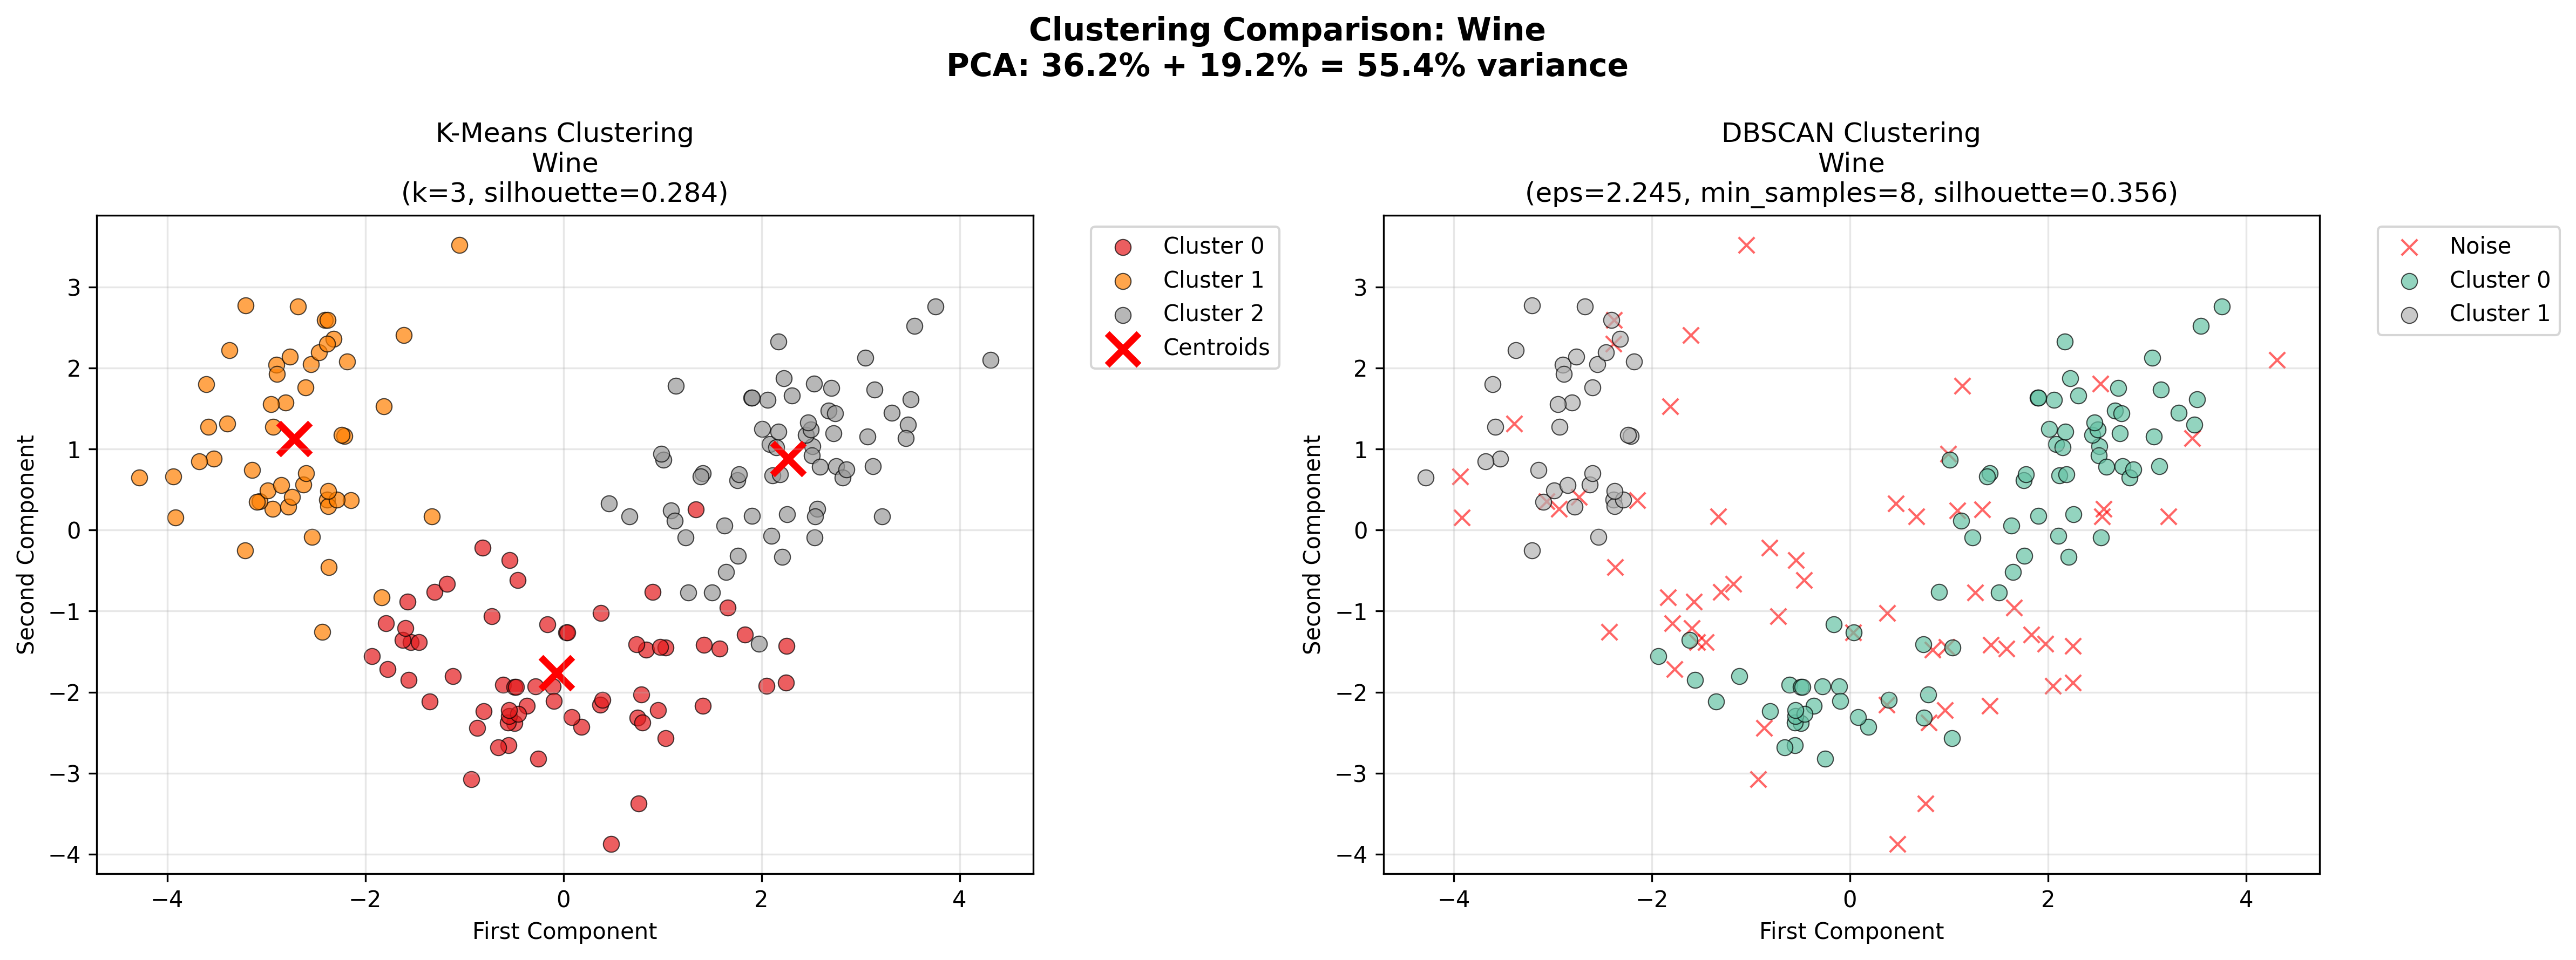 Clustering Comparison: Wine
PCA: 36.2% + 19.2% = 55.4% variance
K-Means Clustering
Wine
(k=3, silhouette=0.284)
3
2
1
0
−1
−2
−3
−4
Second Component
−4
−2
0
2
4
First Component
Cluster 0
Cluster 1
Cluster 2
Centroids
DBSCAN Clustering
Wine
(eps=2.245, min_samples=8, silhouette=0.356)
3
2
1
0
−1
−2
−3
−4
Second Component
−4
−2
0
2
4
First Component
Noise
Cluster 0
Cluster 1